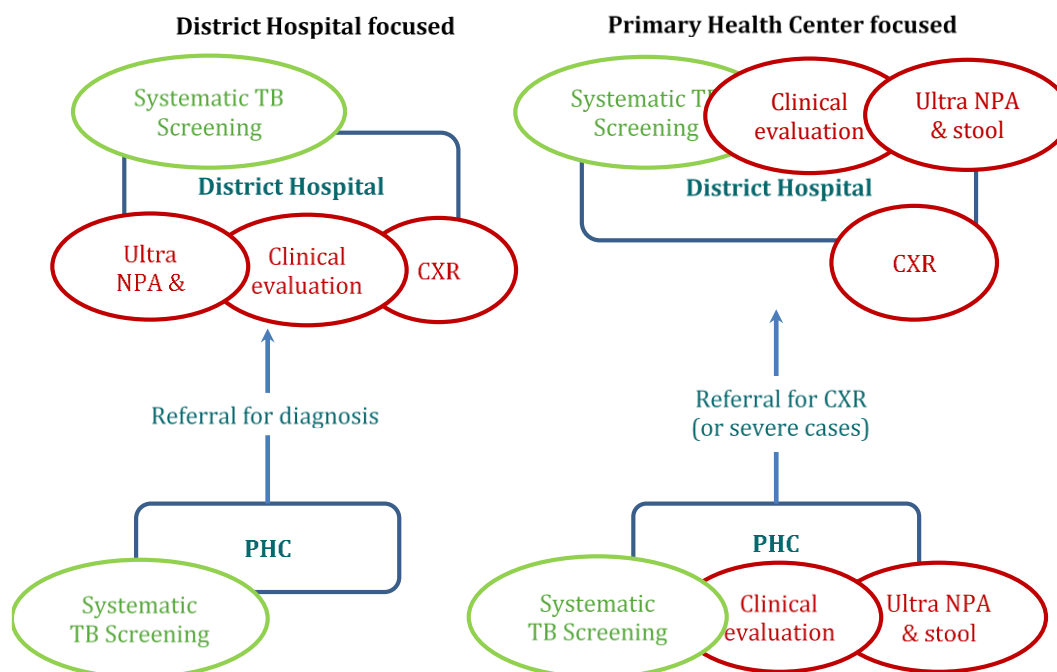 District Hospital focused
Systematic TB
Screening
District Hospital
Ultra
NPA &
Clinical
evaluation
CXR
Referral for diagnosis
PHC
Systematic
TB Screening
Primary Health Center focused
Systematic
Screening
Clinical
evaluation
Ultra NPA
& stool
District Hospital
CXR
Referral for CXR
(or severe cases)
PHC
Systematic
TB Screening
Clinical
evaluation
Ultra NPA
& stool